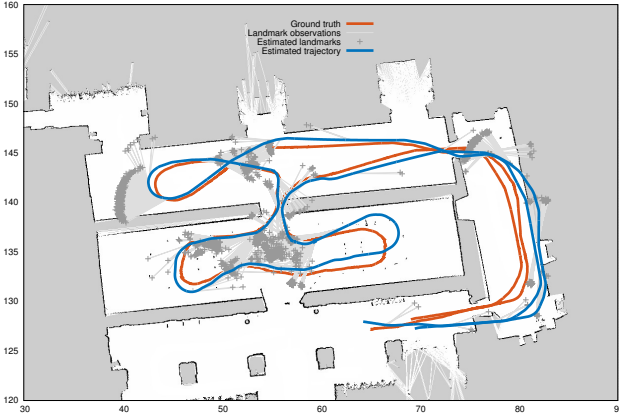 160
Ground truth
Landmark observations
155
Estimated landmarks
Estimated trajectory
150
145
140
135
130
125
120
30 40 50 60 70 80 9